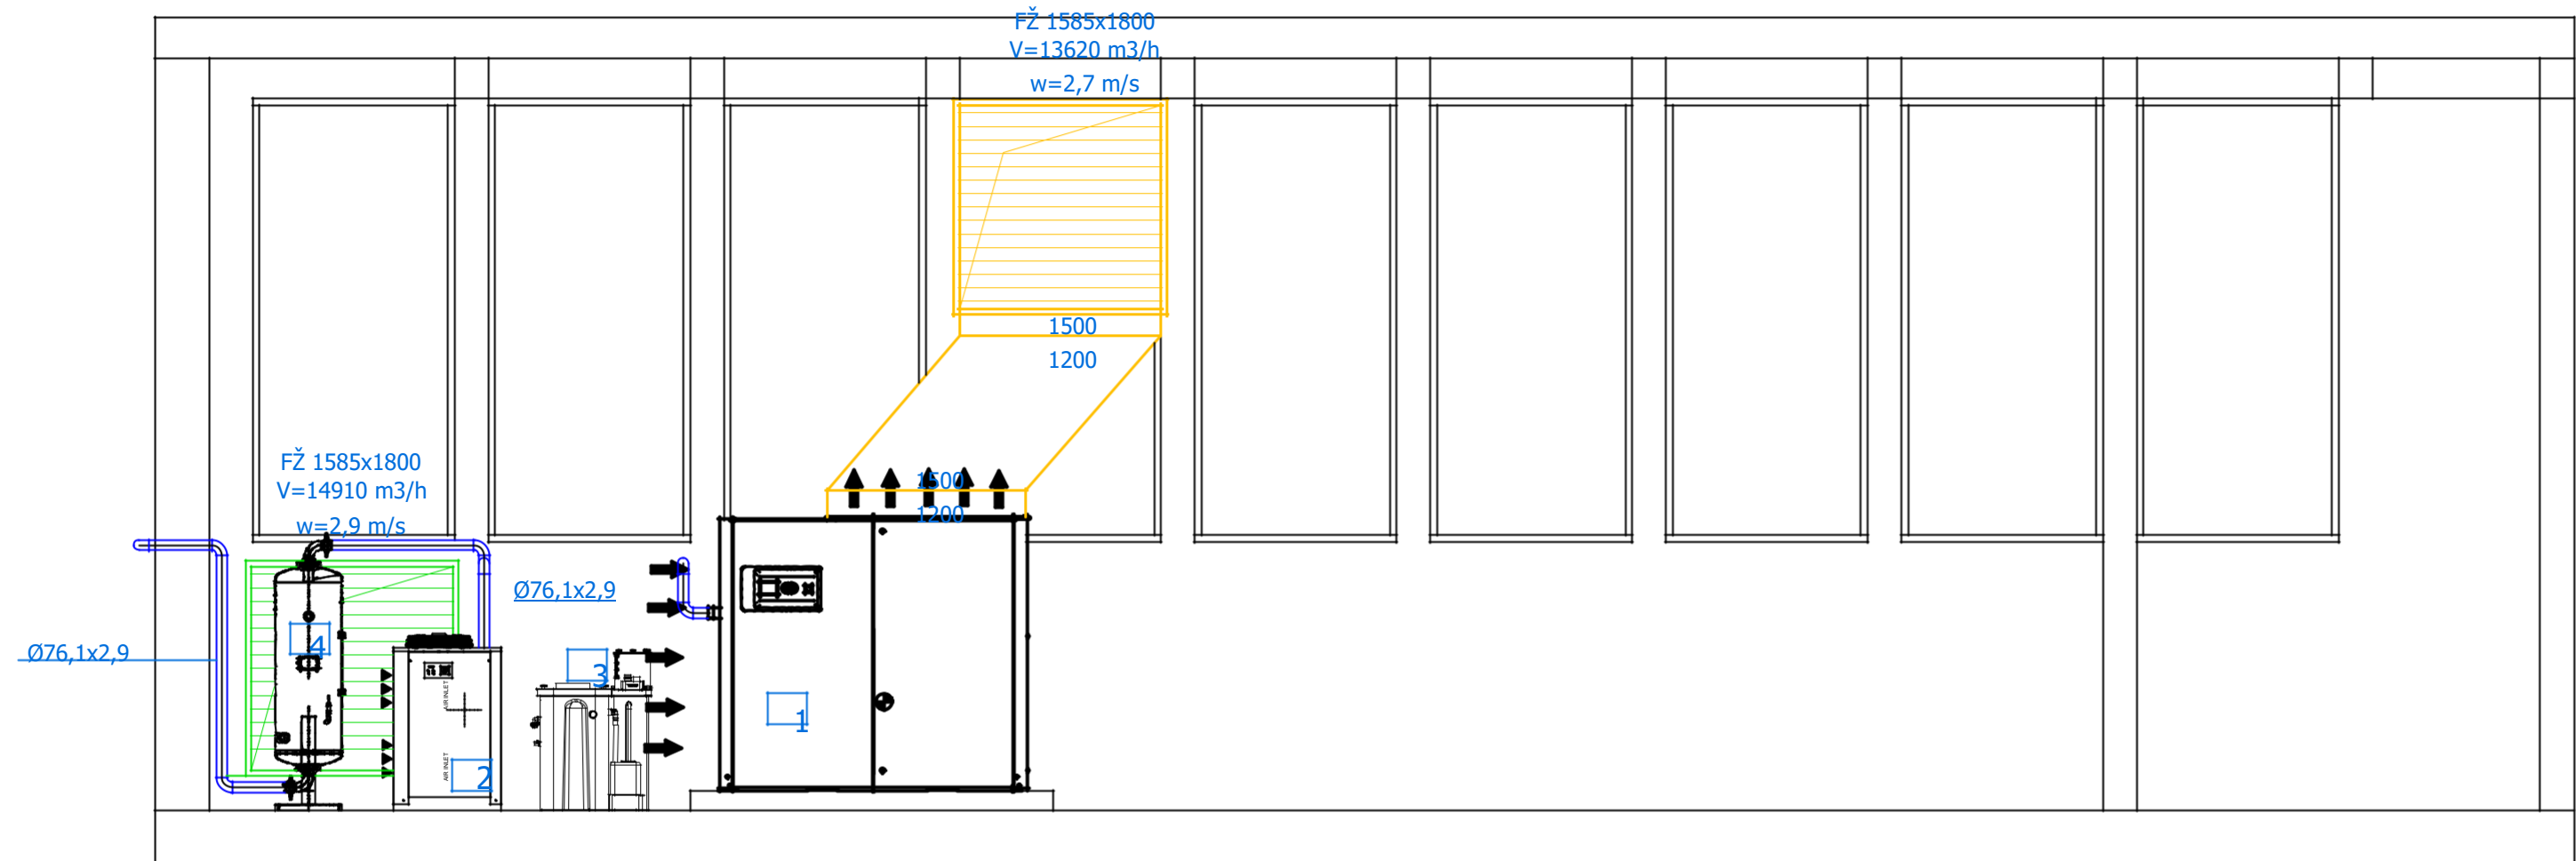 FŽ 1585x1800
V=13620 m3/h
w=2,7 m/s
1500
1200
FŽ 1585x1800
V=14910 m3/h
w=2,9 m/s
1500
1200
Ø76,1x2,9
Ø76,1x2,9
4
3
1
2
AIR INLET
AIR INLET